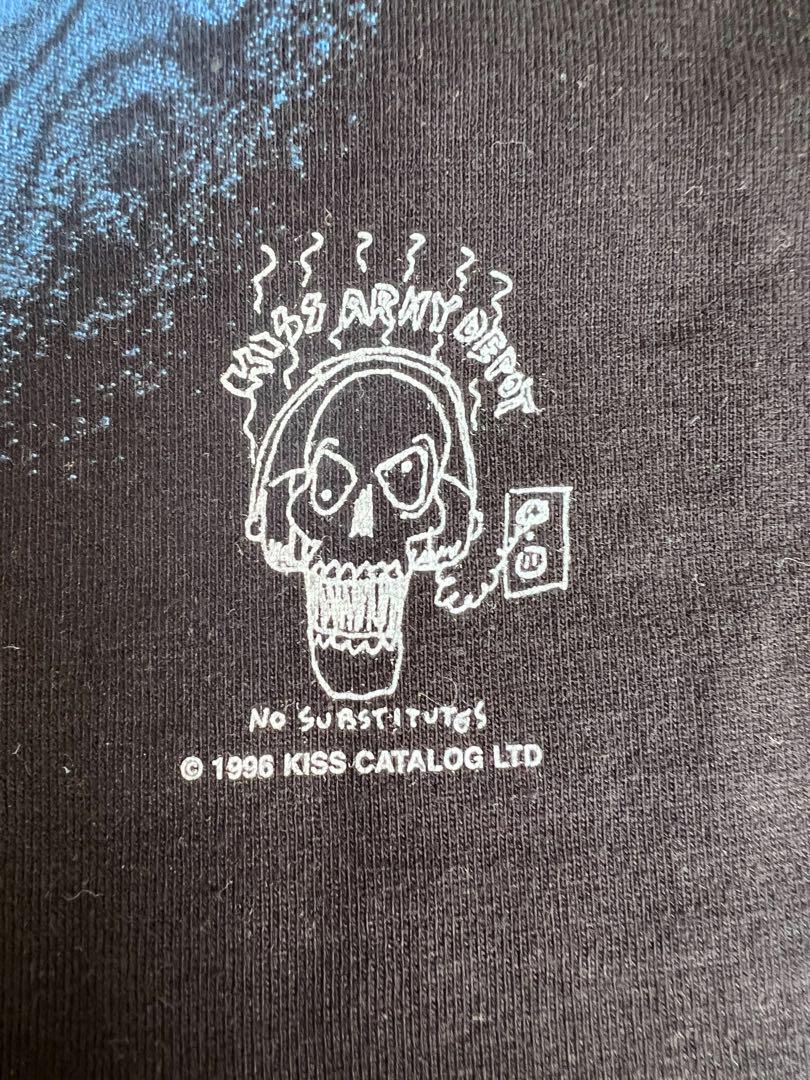 KISS ARMY DEPOT
NO SUBSTITUTES
© 1996 KISS CATALOG LTD